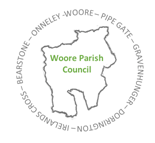 BEARSTONE – ONNELEY -WOORE – PIPE GATE – GRAVENHUNGER- DORRINGTON – IRELANDS CROSS –
Woore Parish
Council